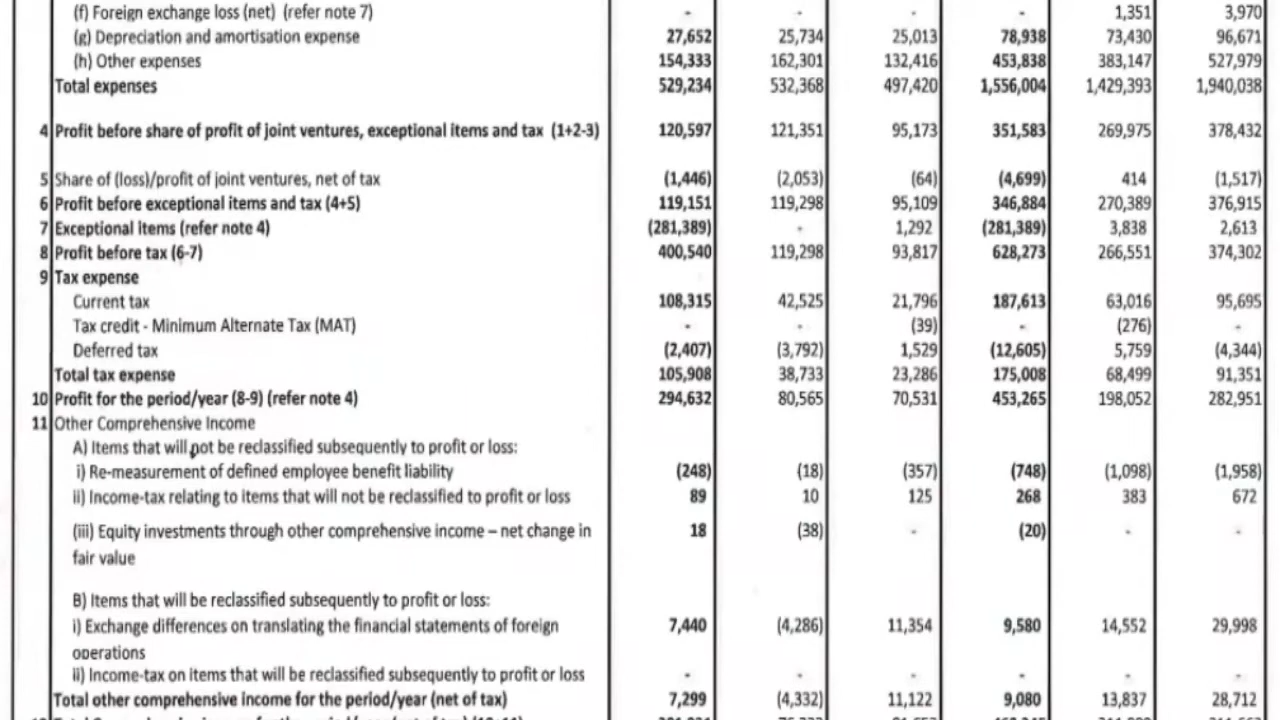 (f) Foreign exchange loss (net) (refer note 7) - - - - 1,351 3,970
(g) Depreciation and amortisation expense 27,652 25,734 25,013 78,938 73,430 96,671
(h) Other expenses 154,333 162,301 132,416 453,838 383,147 527,979
Total expenses 529,234 532,368 497,420 1,556,004 1,429,393 1,940,038
4 Profit before share of profit of joint ventures, exceptional items and tax (1+2-3) 120,597 121,351 95,173 351,583 269,975 378,432
5 Share of (loss)/profit of joint ventures, net of tax (1,446) (2,053) (64) (4,699) 414 (1,517)
6 Profit before exceptional items and tax (4+5) 119,151 119,298 95,109 346,884 270,389 376,915
7 Exceptional items (refer note 4) (281,389) - 1,292 (281,389) 3,838 2,613
8 Profit before tax (6-7) 400,540 119,298 93,817 628,273 266,551 374,302
9 Tax expense
Current tax 108,315 42,525 21,796 187,613 63,016 95,695
Tax credit - Minimum Alternate Tax (MAT) - - (39) - (276) -
Deferred tax (2,407) (3,792) 1,529 (12,605) 5,759 (4,344)
Total tax expense 105,908 38,733 23,286 175,008 68,499 91,351
10 Profit for the period/year (8-9) (refer note 4) 294,632 80,565 70,531 453,265 198,052 282,951
11 Other Comprehensive Income
A) Items that will not be reclassified subsequently to profit or loss:
i) Re-measurement of defined employee benefit liability (248) (18) (357) (748) (1,098) (1,958)
ii) Income-tax relating to items that will not be reclassified to profit or loss 89 10 125 268 383 672
(iii) Equity investments through other comprehensive income – net change in 18 (38) - (20) - -
fair value
B) Items that will be reclassified subsequently to profit or loss:
i) Exchange differences on translating the financial statements of foreign 7,440 (4,286) 11,354 9,580 14,552 29,998
operations
ii) Income-tax on items that will be reclassified subsequently to profit or loss - - - - - -
Total other comprehensive income for the period/year (net of tax) 7,299 (4,332) 11,122 9,080 13,837 28,712